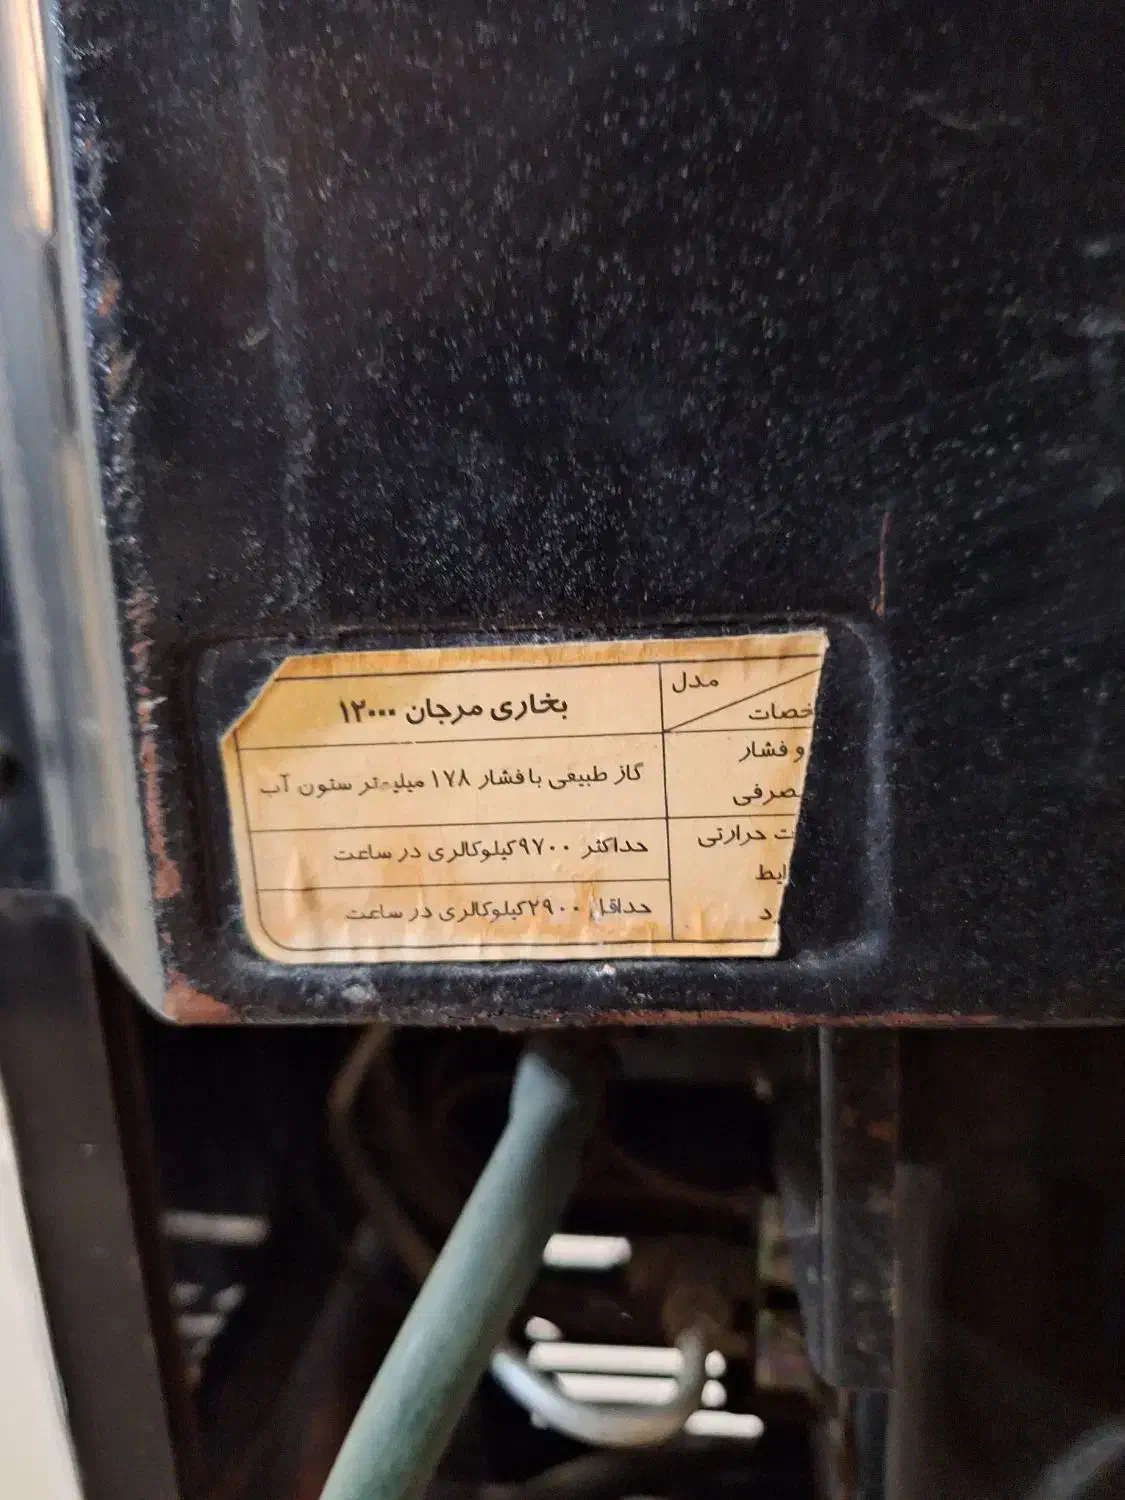 مدل
خصات
بخاری مرجان ۱۲۰۰۰
و فشار
صرفی
گاز طبیعی با فشار ۱۷۸ میلیمتر ستون آب
ت حرارتی
ایط
د
حداکثر ۹۷۰۰ کیلوکالری در ساعت
حداقل ۲۹۰۰ کیلوکالری در ساعت